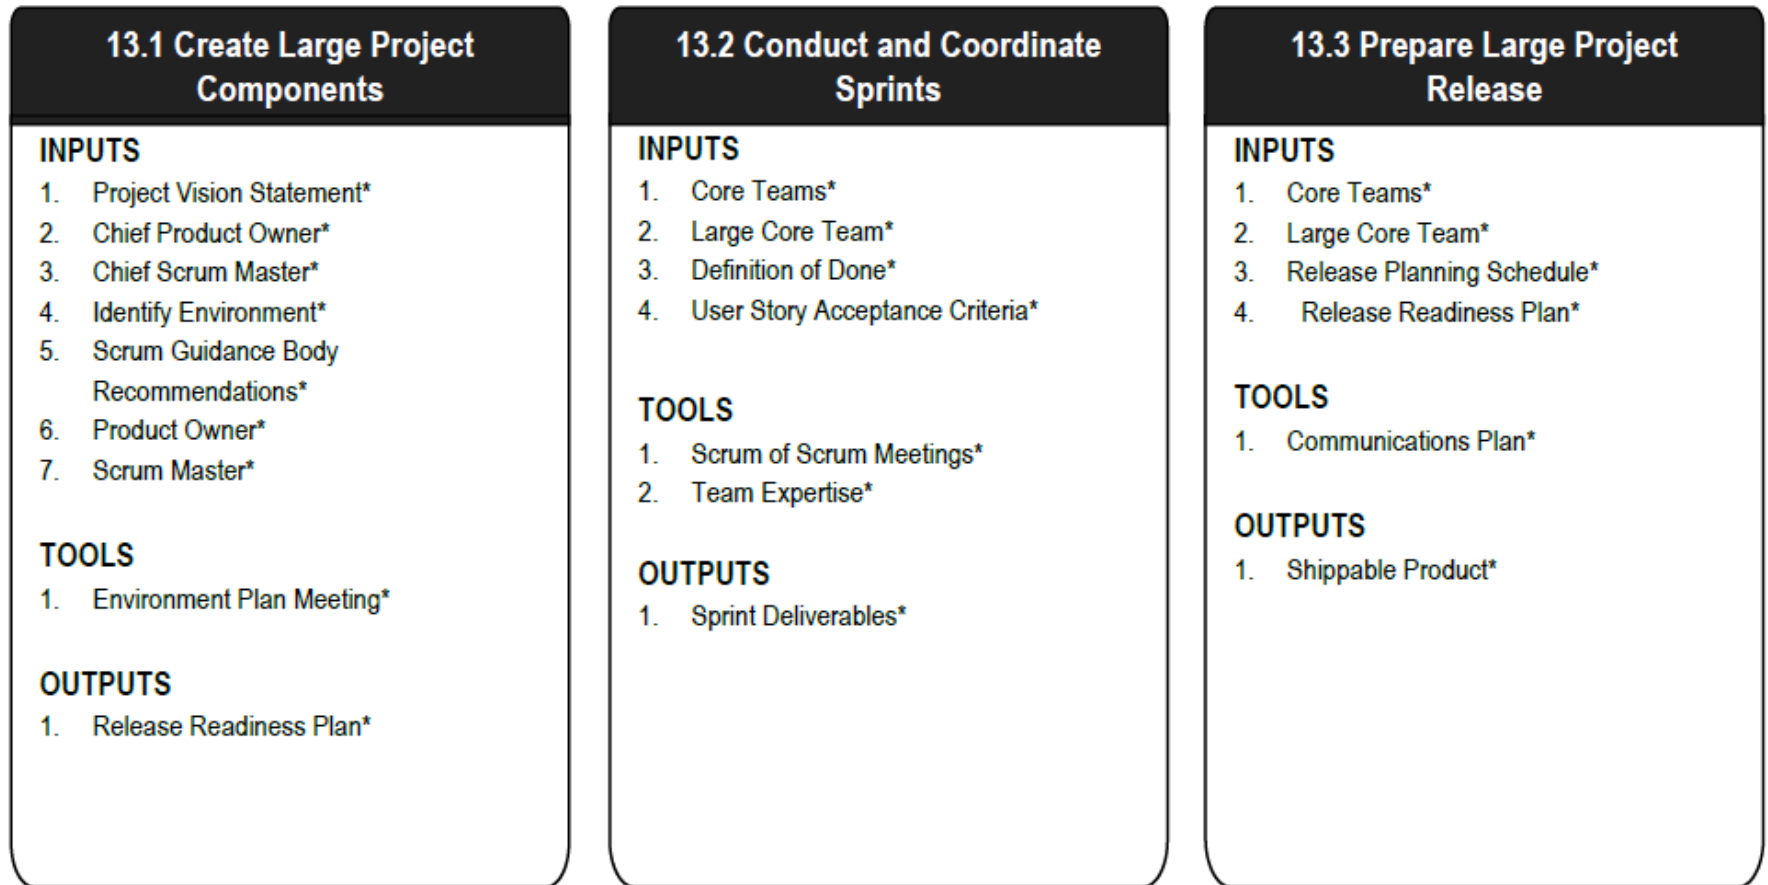 13.1 Create Large Project
Components
INPUTS
1. Project Vision Statement*
2. Chief Product Owner*
3. Chief Scrum Master*
4. Identify Environment*
5. Scrum Guidance Body
Recommendations*
6. Product Owner*
7. Scrum Master*
TOOLS
1. Environment Plan Meeting*
OUTPUTS
1. Release Readiness Plan*
13.2 Conduct and Coordinate
Sprints
INPUTS
1. Core Teams*
2. Large Core Team*
3. Definition of Done*
4. User Story Acceptance Criteria*
TOOLS
1. Scrum of Scrum Meetings*
2. Team Expertise*
OUTPUTS
1. Sprint Deliverables*
13.3 Prepare Large Project
Release
INPUTS
1. Core Teams*
2. Large Core Team*
3. Release Planning Schedule*
4. Release Readiness Plan*
TOOLS
1. Communications Plan*
OUTPUTS
1. Shippable Product*